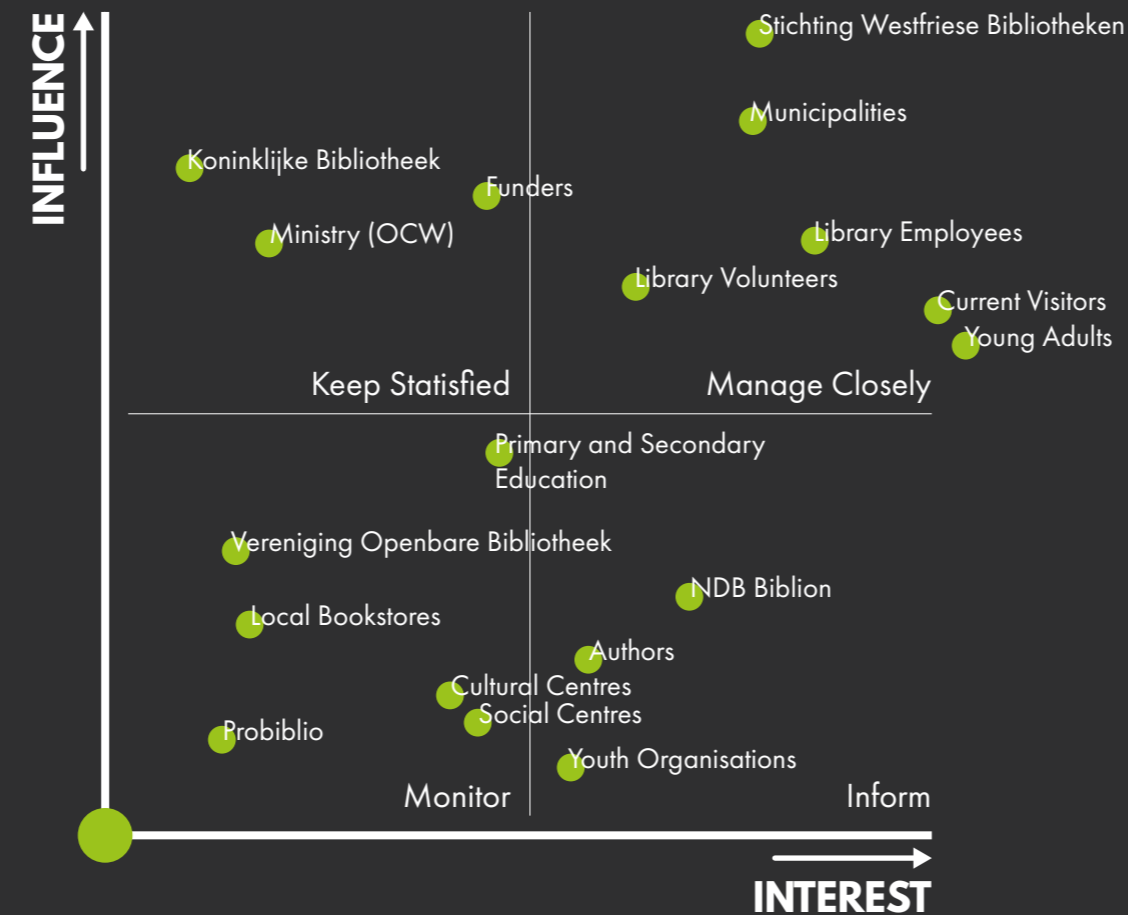 INFLUENCE
Stichting Westfriese Bibliotheken
Municipalities
Koninklijke Bibliotheek
Funders
Ministry (OCW)
Library Employees
Library Volunteers
Current Visitors
Young Adults
Keep Statisfied
Manage Closely
Primary and Secondary
Education
Vereniging Openbare Bibliotheek
NDB Biblion
Local Bookstores
Authors
Cultural Centres
Social Centres
Probiblio
Youth Organisations
Monitor
Inform
INTEREST